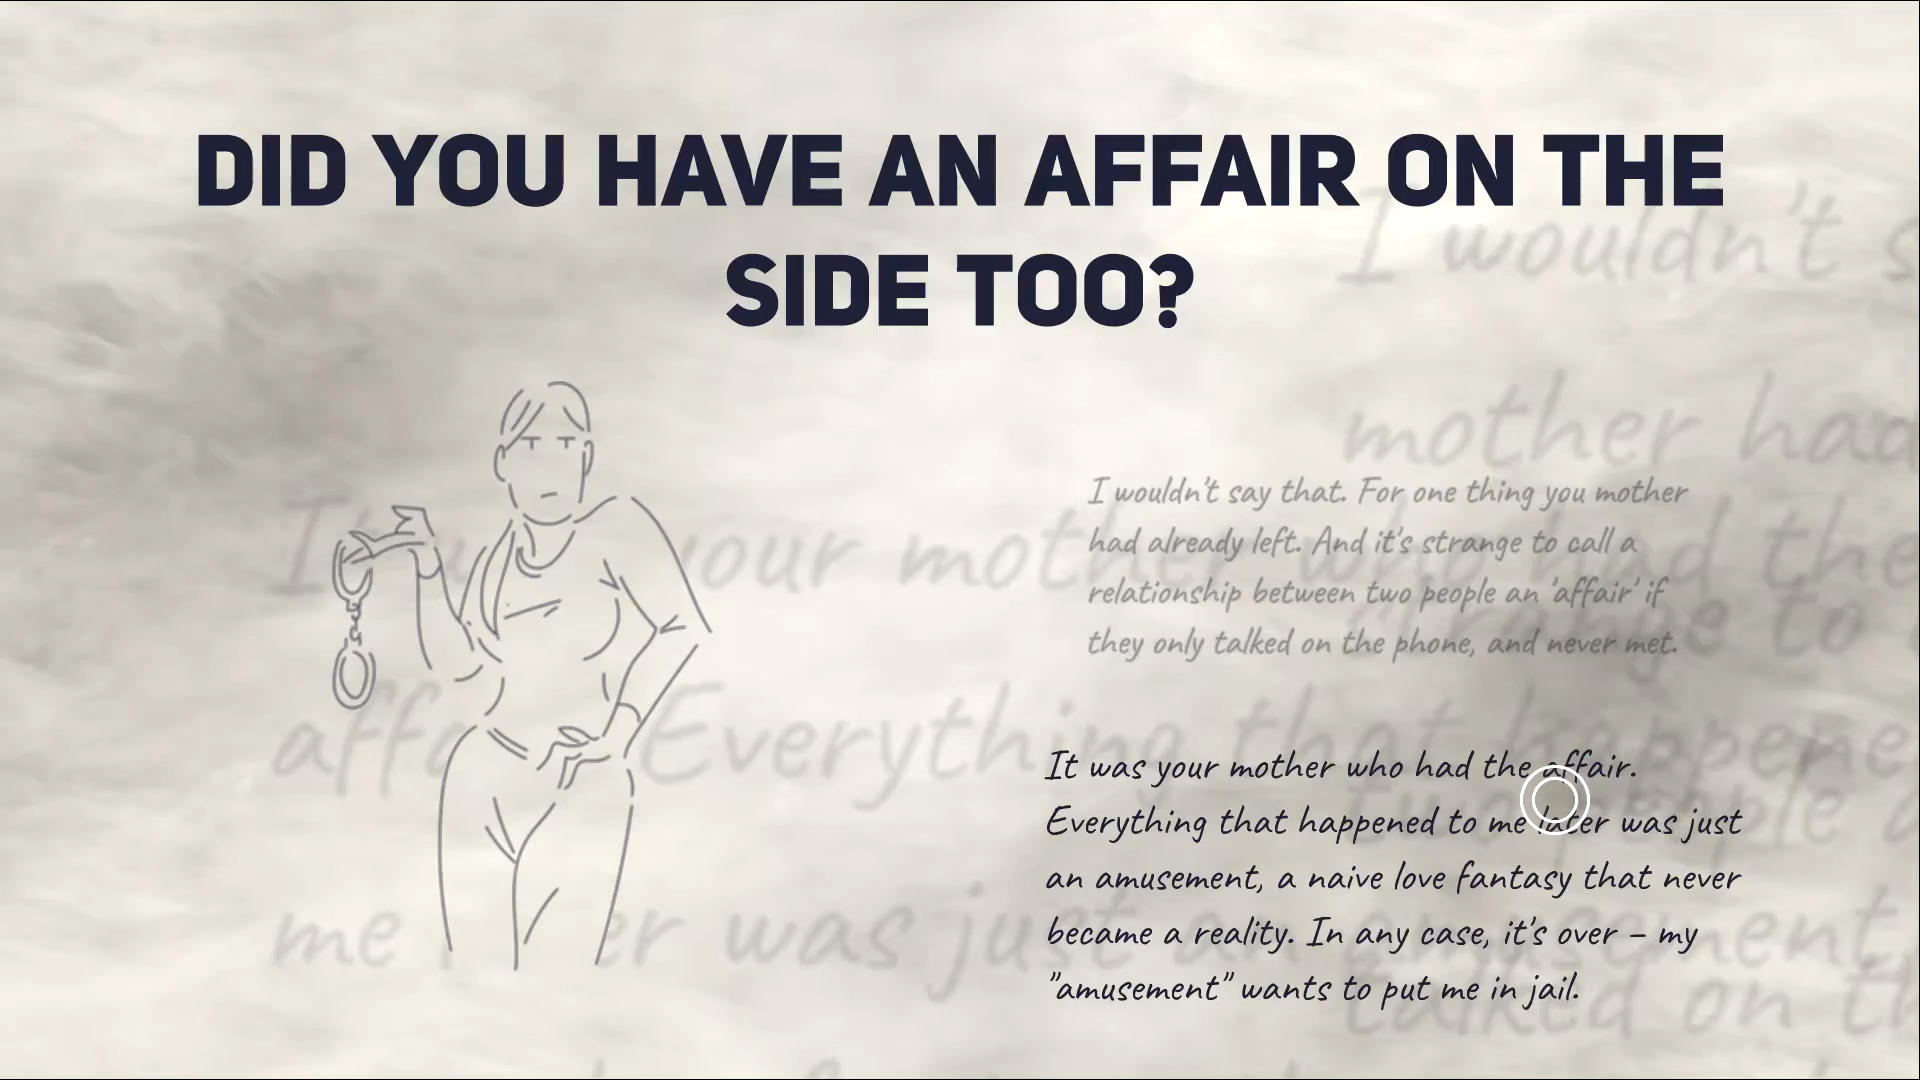 DID YOU HAVE AN AFFAIR ON THE
SIDE TOO?
I wouldn't say that. For one thing you mother
had already left. And it's strange to call a
relationship between two people an 'affair' if
they only talked on the phone, and never met.
It was your mother who had the affair.
Everything that happened to me later was just
an amusement, a naive love fantasy that never
became a reality. In any case, it's over – my
"amusement" wants to put me in jail.